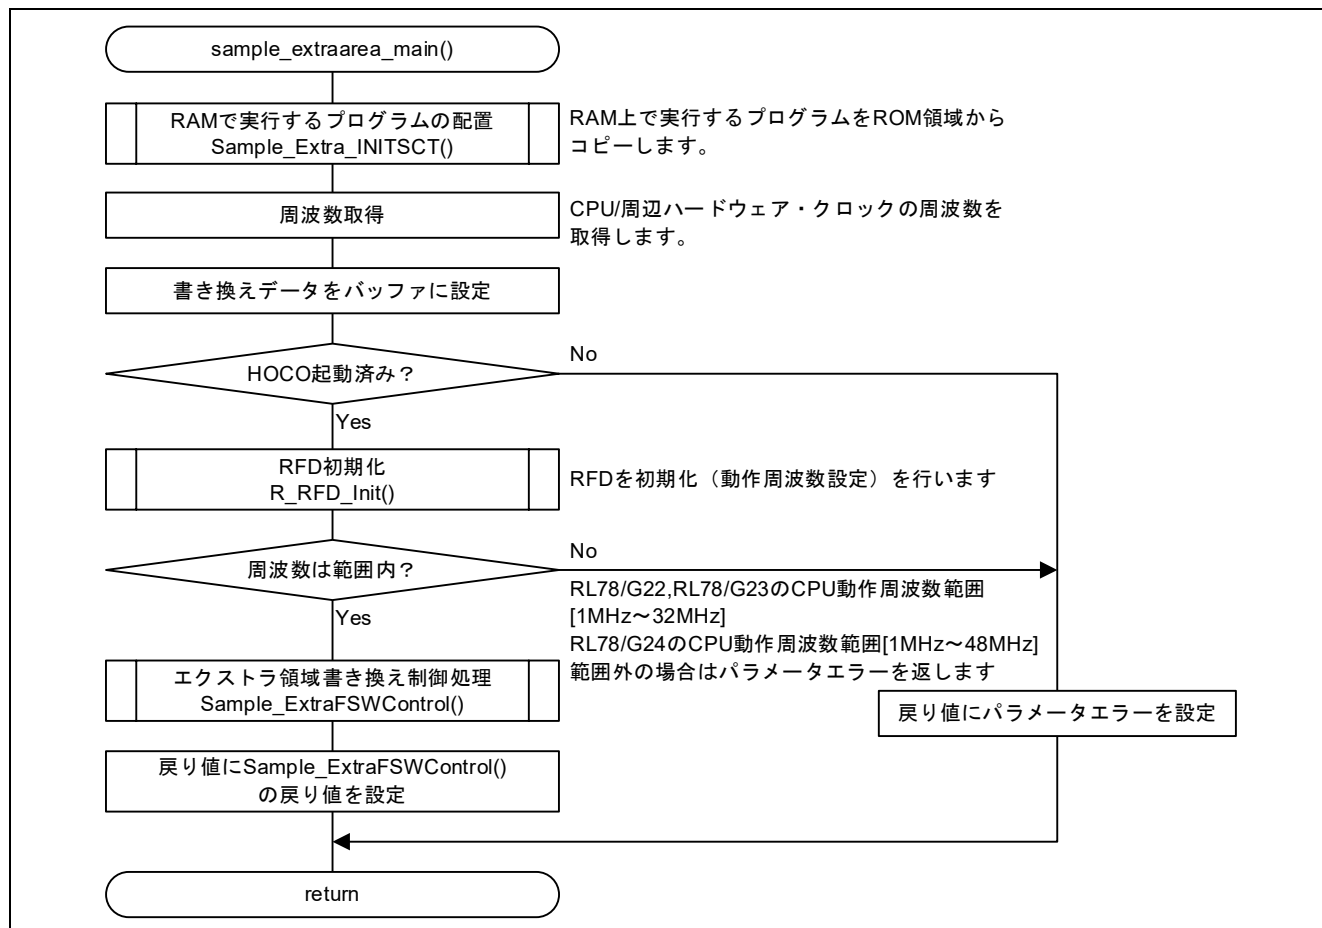 sample_extraarea_main()
RAMで実行するプログラムの配置
Sample_Extra_INITSCT()
RAM上で実行するプログラムをROM領域から
コピーします。
周波数取得
CPU/周辺ハードウェア・クロックの周波数を
取得します。
書き換えデータをバッファに設定
HOCO起動済み？
No
Yes
RFD初期化
R_RFD_Init()
RFDを初期化（動作周波数設定）を行います
周波数は範囲内？
No
RL78/G22,RL78/G23のCPU動作周波数範囲
[1MHz～32MHz]
RL78/G24のCPU動作周波数範囲[1MHz～48MHz]
範囲外の場合はパラメータエラーを返します
Yes
エクストラ領域書き換え制御処理
Sample_ExtraFSWControl()
戻り値にパラメータエラーを設定
戻り値にSample_ExtraFSWControl()
の戻り値を設定
return